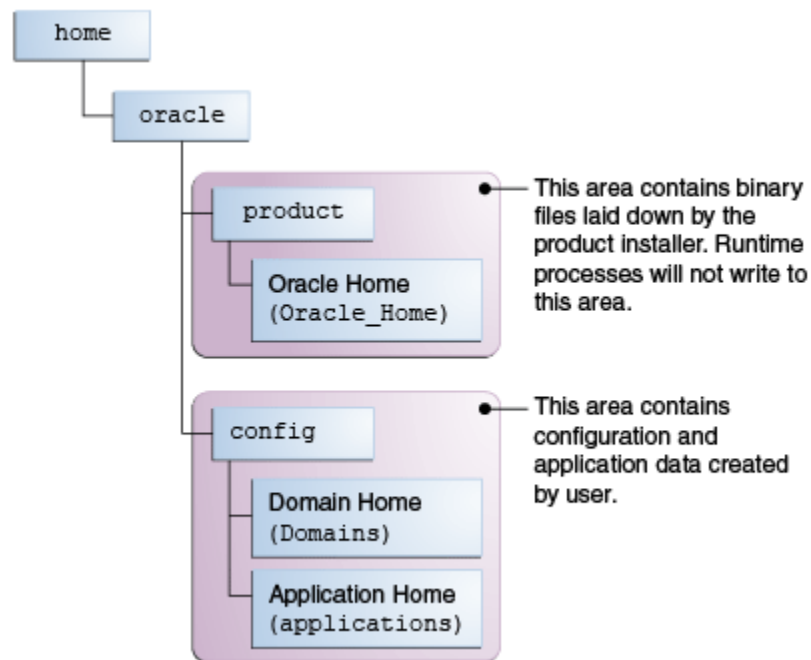 home
oracle
product
Oracle Home
(Oracle_Home)
This area contains binary
files laid down by the
product installer. Runtime
processes will not write to
this area.
config
Domain Home
(Domains)
Application Home
(applications)
This area contains
configuration and
application data created
by user.